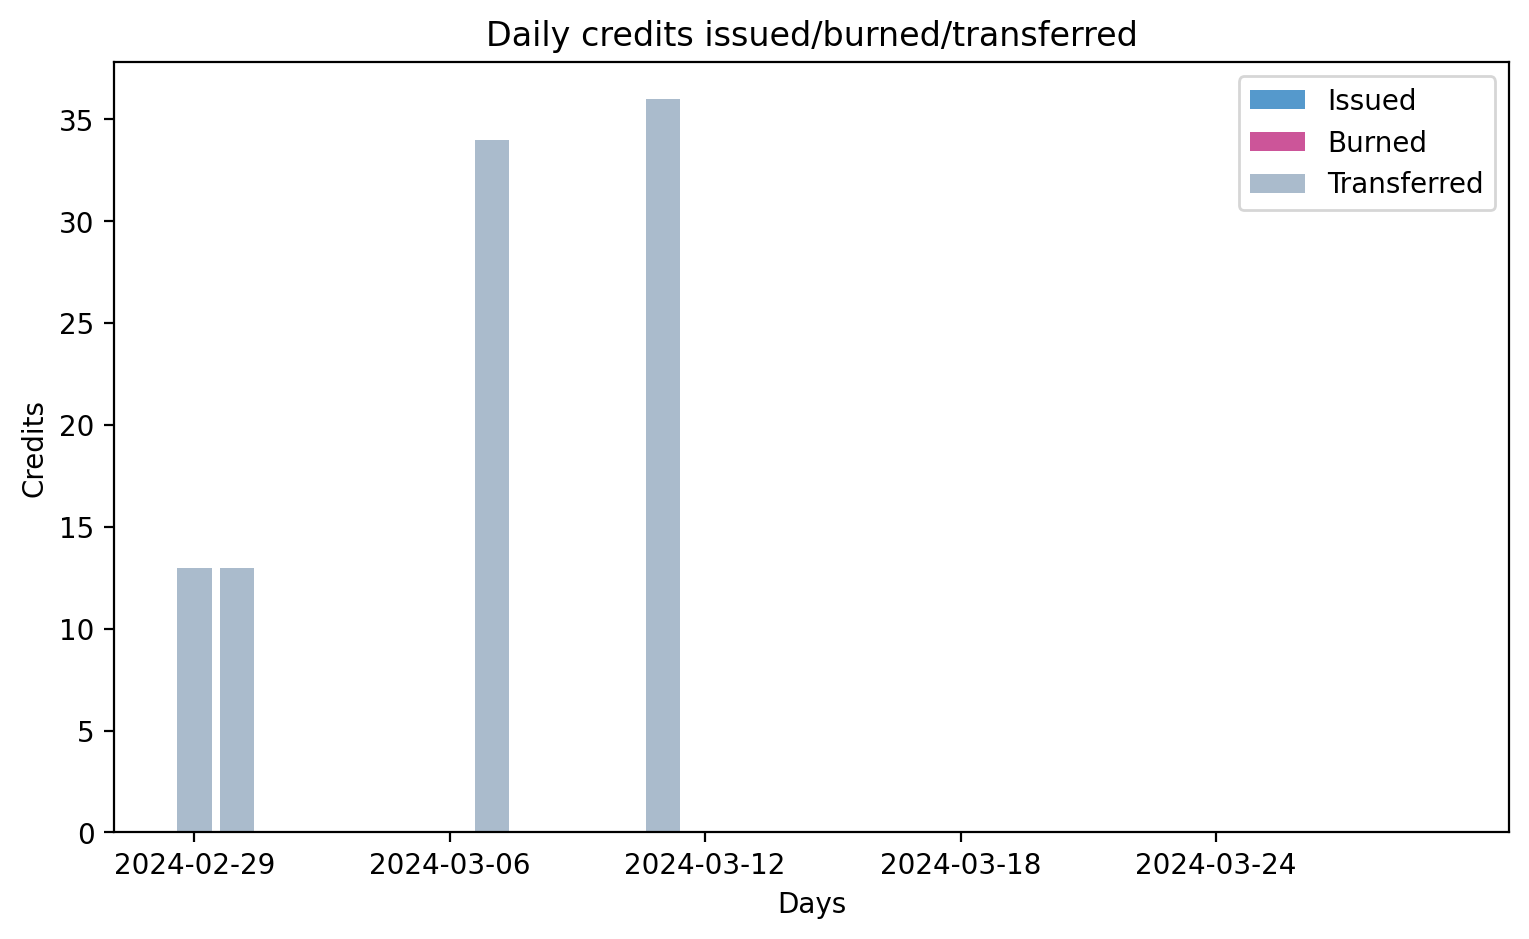 Daily credits issued/burned/transferred
Issued
Burned
Transferred
35
30
25
20
15
10
5
0
Credits
2024-02-29
2024-03-06
2024-03-12
2024-03-18
2024-03-24
Days